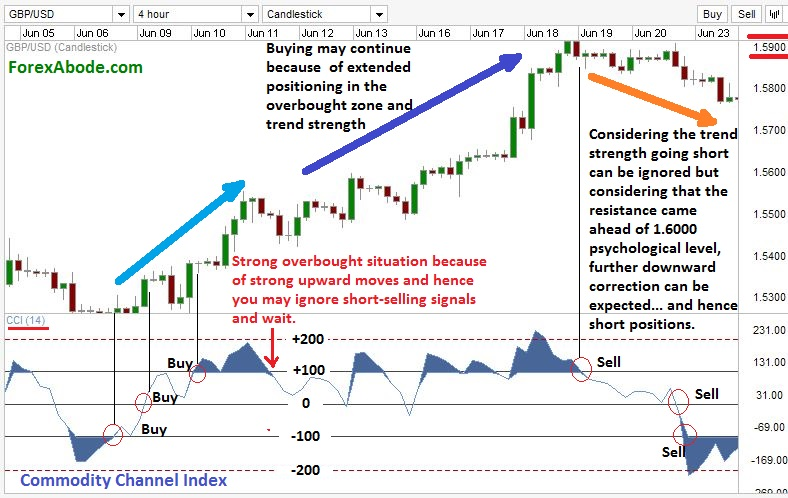 GBP/USD
4 hour
Candlestick
Buy
Sell
Jun 05
Jun 06
Jun 09
Jun 10
Jun 11
Jun 12
Jun 13
Jun 16
Jun 17
Jun 18
Jun 19
Jun 20
Jun 23
GBP/USD (Candlestick)
ForexAbode.com
Buying may continue
because of extended
positioning in the
overbought zone and
trend strength
1.5900
1.5800
1.5700
1.5600
1.5500
1.5400
1.5300
Considering the trend
strength going short
can be ignored but
considering that the
resistance came
ahead of 1.6000
psychological level,
further downward
correction can be
expected... and hence
short positions.
Strong overbought situation because
of strong upward moves and hence
you may ignore short-selling signals
and wait.
CCI (14)
+200
+100
0
-100
-200
231.00
131.00
31.00
-69.00
-169.00
Buy
Buy
Buy
Sell
Sell
Sell
Commodity Channel Index